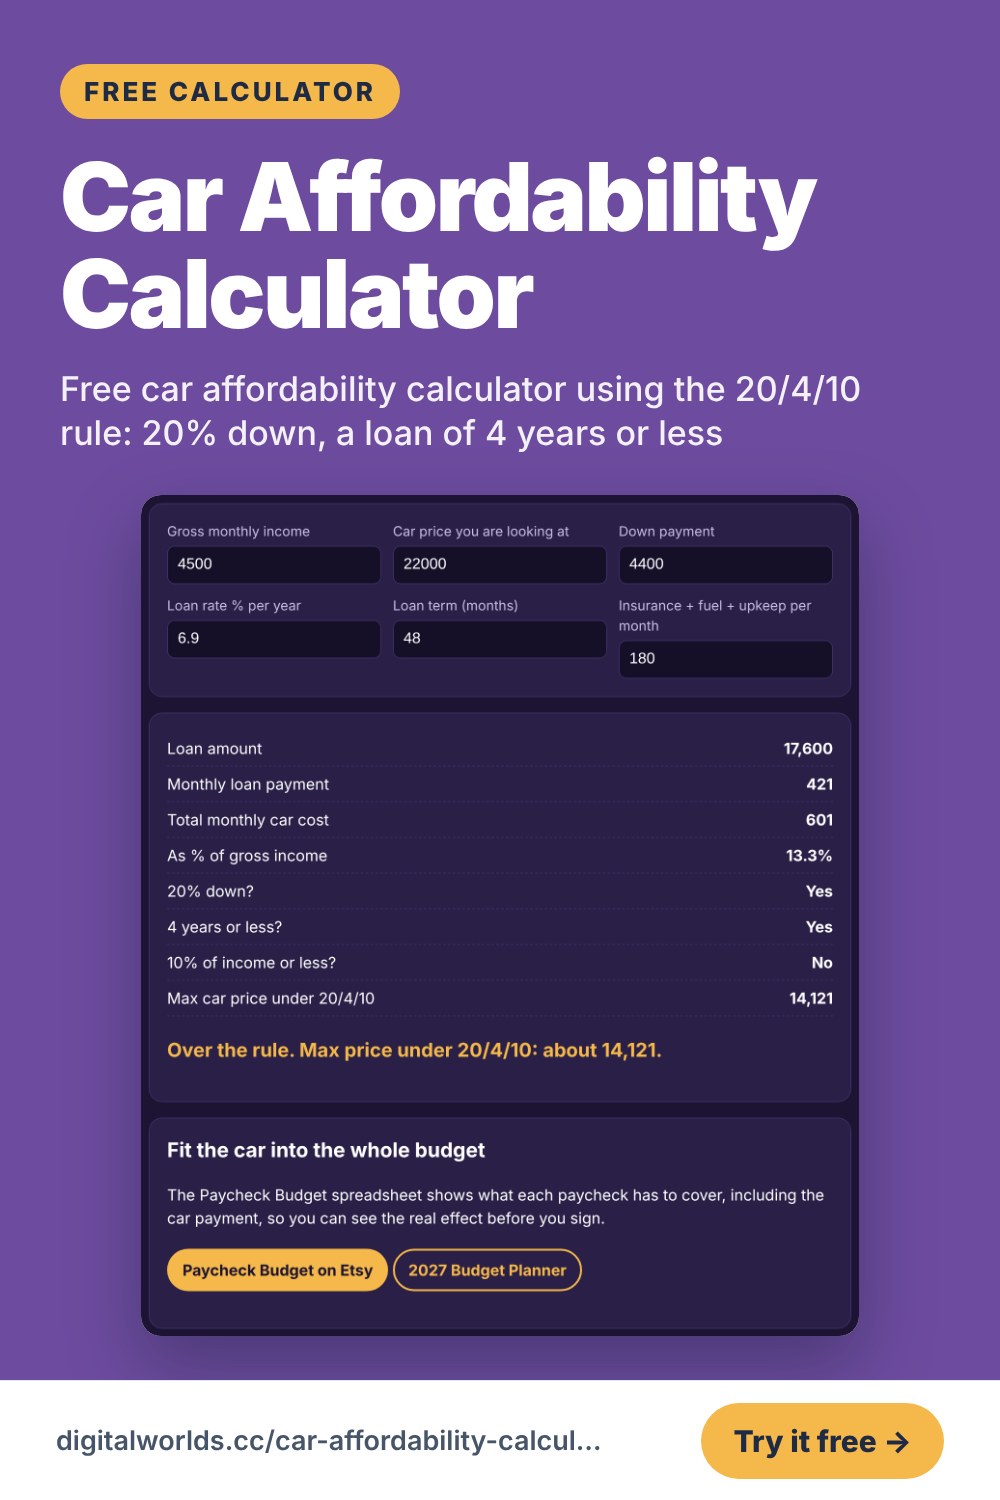 FREE CALCULATOR
Car Affordability
Calculator
Free car affordability calculator using the 20/4/10
rule: 20% down, a loan of 4 years or less
Gross monthly income
4500
Car price you are looking at
22000
Down payment
4400
Loan rate % per year
6.9
Loan term (months)
48
Insurance + fuel + upkeep per
month
180
Loan amount 17,600
Monthly loan payment 421
Total monthly car cost 601
As % of gross income 13.3%
20% down? Yes
4 years or less? Yes
10% of income or less? No
Max car price under 20/4/10 14,121
Over the rule. Max price under 20/4/10: about 14,121.
Fit the car into the whole budget
The Paycheck Budget spreadsheet shows what each paycheck has to cover, including the
car payment, so you can see the real effect before you sign.
Paycheck Budget on Etsy
2027 Budget Planner
digitalworlds.cc/car-affordability-calcul...
Try it free →